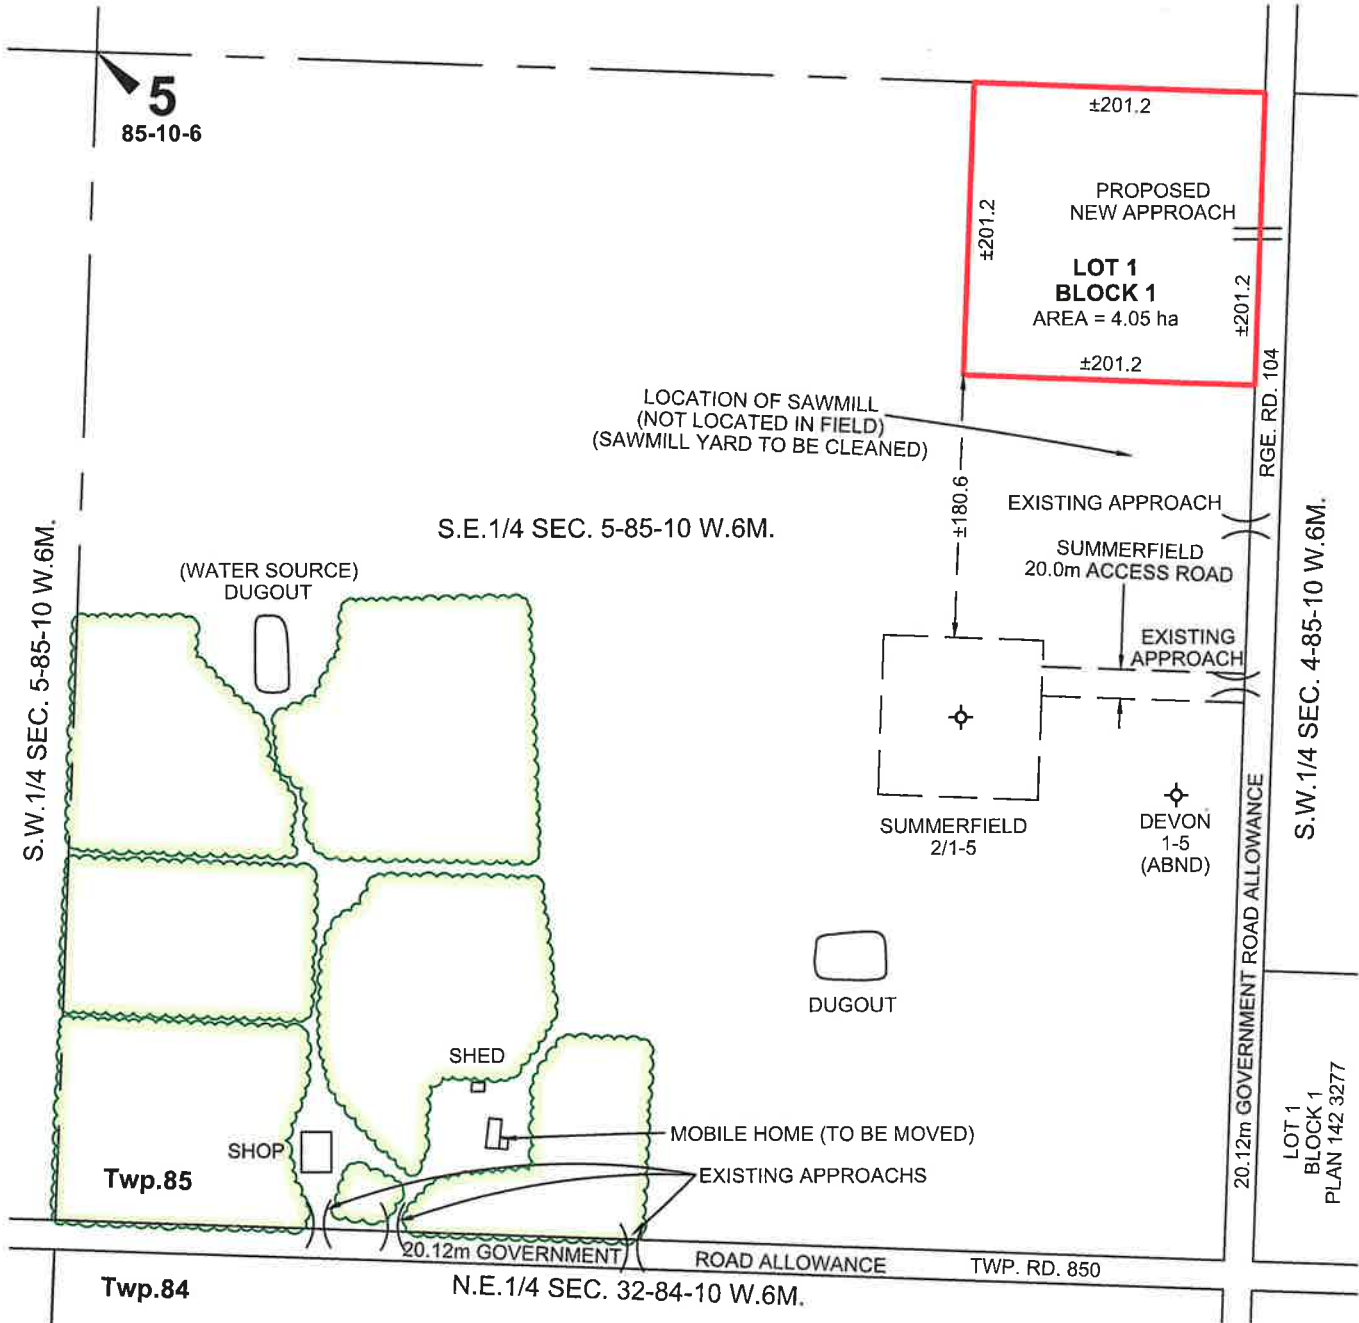 5
85-10-6
±201.2
PROPOSED
NEW APPROACH
±201.2
LOT 1
BLOCK 1
AREA = 4.05 ha
±201.2
±201.2
RGE. RD. 104
LOCATION OF SAWMILL
(NOT LOCATED IN FIELD)
(SAWMILL YARD TO BE CLEANED)
±180.6
EXISTING APPROACH
S.E.1/4 SEC. 5-85-10 W.6M.
SUMMERFIELD
20.0m ACCESS ROAD
(WATER SOURCE)
DUGOUT
EXISTING
APPROACH
S.W.1/4 SEC. 5-85-10 W.6M.
S.W.1/4 SEC. 4-85-10 W.6M.
SUMMERFIELD
2/1-5
DEVON
1-5
(ABND)
20.12m GOVERNMENT ROAD ALLOWANCE
DUGOUT
SHED
LOT 1
BLOCK 1
PLAN 142 3277
MOBILE HOME (TO BE MOVED)
SHOP
Twp.85
EXISTING APPROACHS
20.12m GOVERNMENT
ROAD ALLOWANCE
TWP. RD. 850
Twp.84
N.E.1/4 SEC. 32-84-10 W.6M.